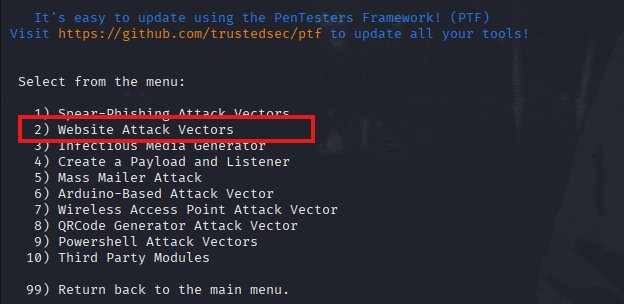 It's easy to update using the PenTesters Framework! (PTF)
Visit https://github.com/trustedsec/ptf to update all your tools!
Select from the menu:
1) Spear-Phishing Attack Vectors
2) Website Attack Vectors
3) Infectious Media Generator
4) Create a Payload and Listener
5) Mass Mailer Attack
6) Arduino-Based Attack Vector
7) Wireless Access Point Attack Vector
8) QRCode Generator Attack Vector
9) Powershell Attack Vectors
10) Third Party Modules
99) Return back to the main menu.